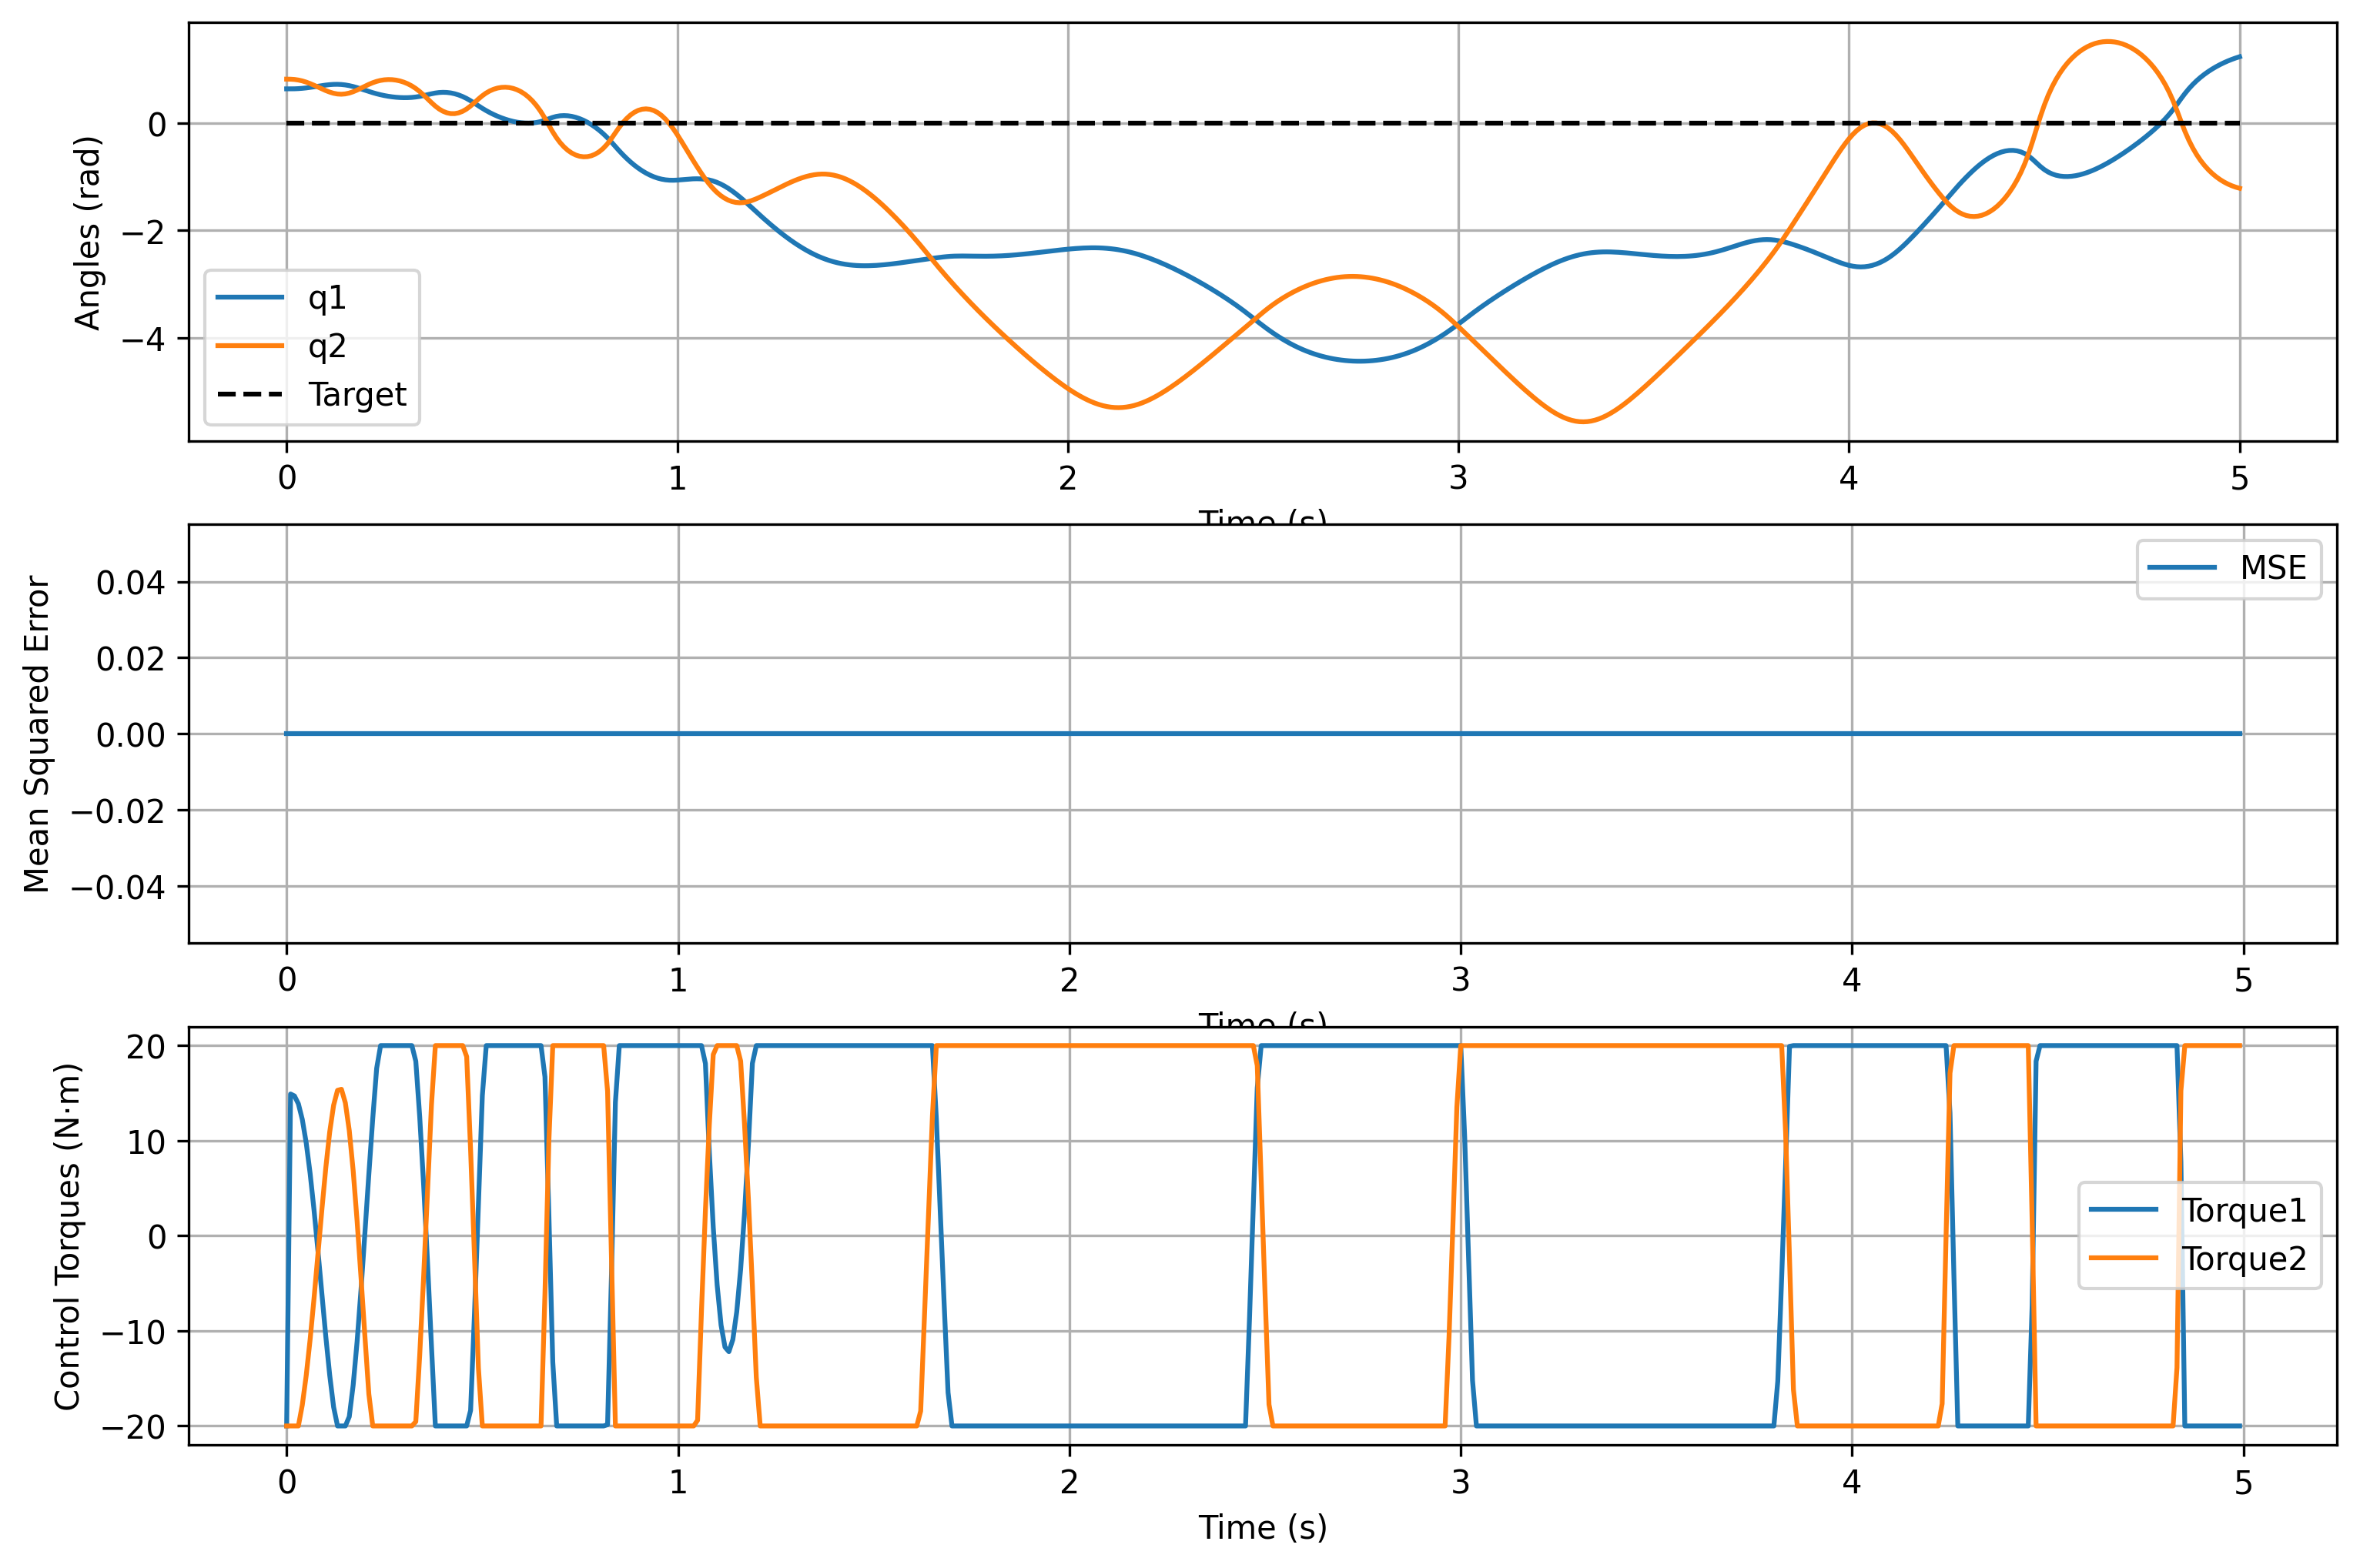 Angles (rad)
0
−2
−4
q1
q2
Target
0 1 2 3 4 5
Time (s)
Mean Squared Error
0.04
0.02
0.00
−0.02
−0.04
MSE
0 1 2 3 4 5
Time (s)
Control Torques (N·m)
20
10
0
−10
−20
Torque1
Torque2
0 1 2 3 4 5
Time (s)